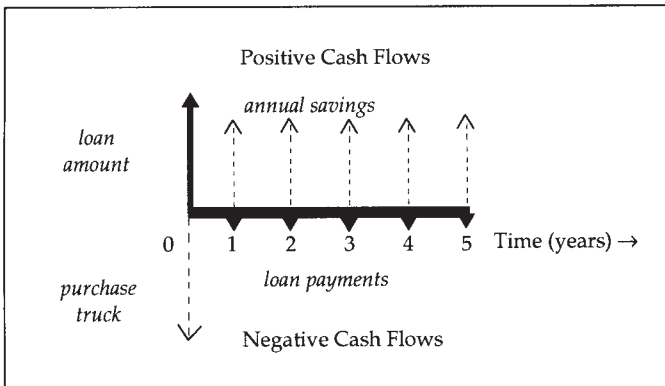 Positive Cash Flows
annual savings
loan
amount
0 1 2 3 4 5 Time (years) →
loan payments
purchase
truck
Negative Cash Flows